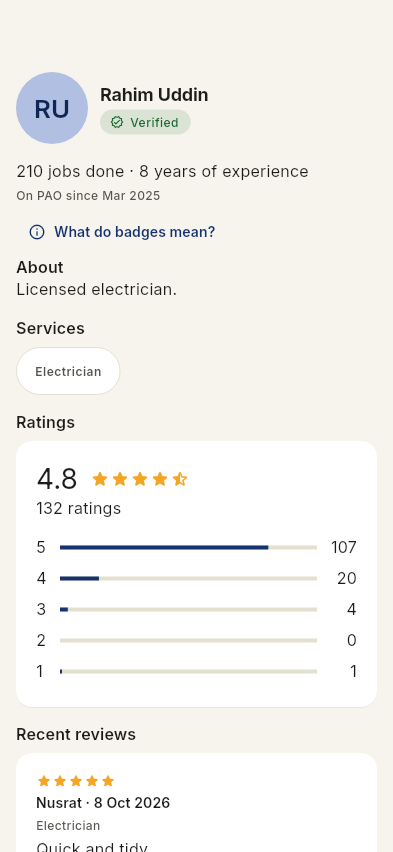 RU
Rahim Uddin
Verified
210 jobs done · 8 years of experience
On PAO since Mar 2025
What do badges mean?
About
Licensed electrician.
Services
Electrician
Ratings
4.8
132 ratings
5 107
4 20
3 4
2 0
1 1
Recent reviews
Nusrat · 8 Oct 2026
Electrician
Quick and tidy